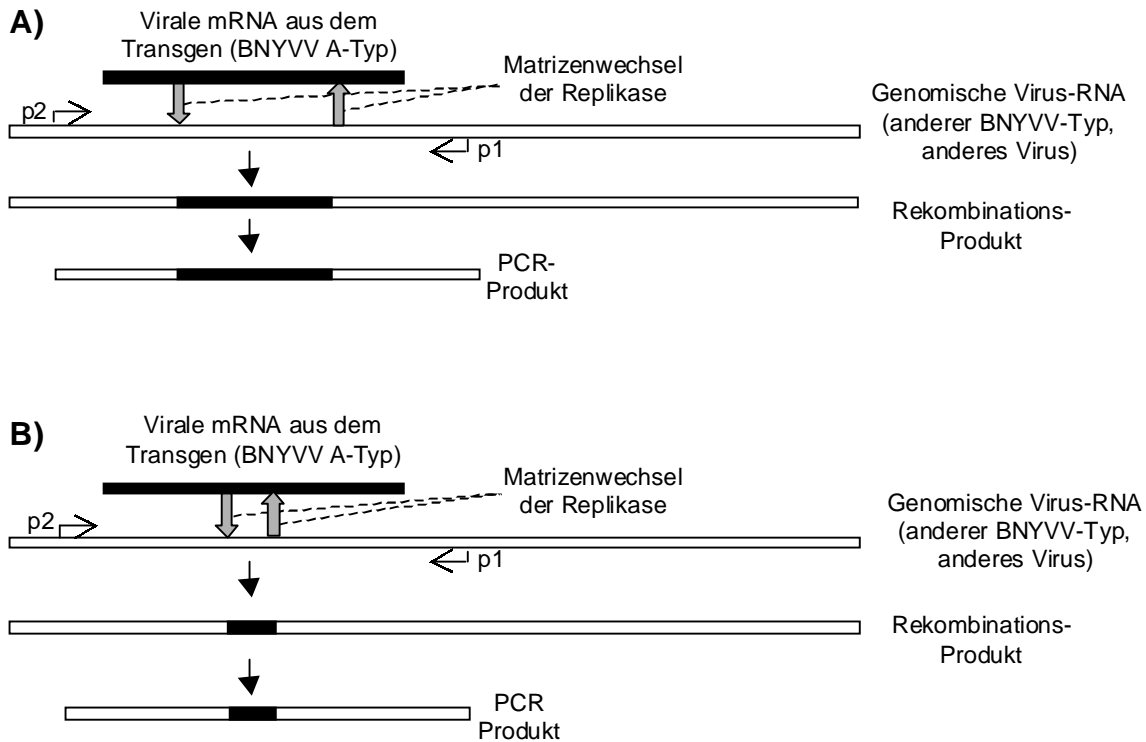 A)
Virale mRNA aus dem
Transgen (BNYVV A-Typ)
Matrizenwechsel
der Replikase
Genomische Virus-RNA
(anderer BNYVV-Typ,
anderes Virus)
p2
p1
Rekombinations-
Produkt
PCR-
Produkt
B)
Virale mRNA aus dem
Transgen (BNYVV A-Typ)
Matrizenwechsel
der Replikase
Genomische Virus-RNA
(anderer BNYVV-Typ,
anderes Virus)
p2
p1
Rekombinations-
Produkt
PCR
Produkt